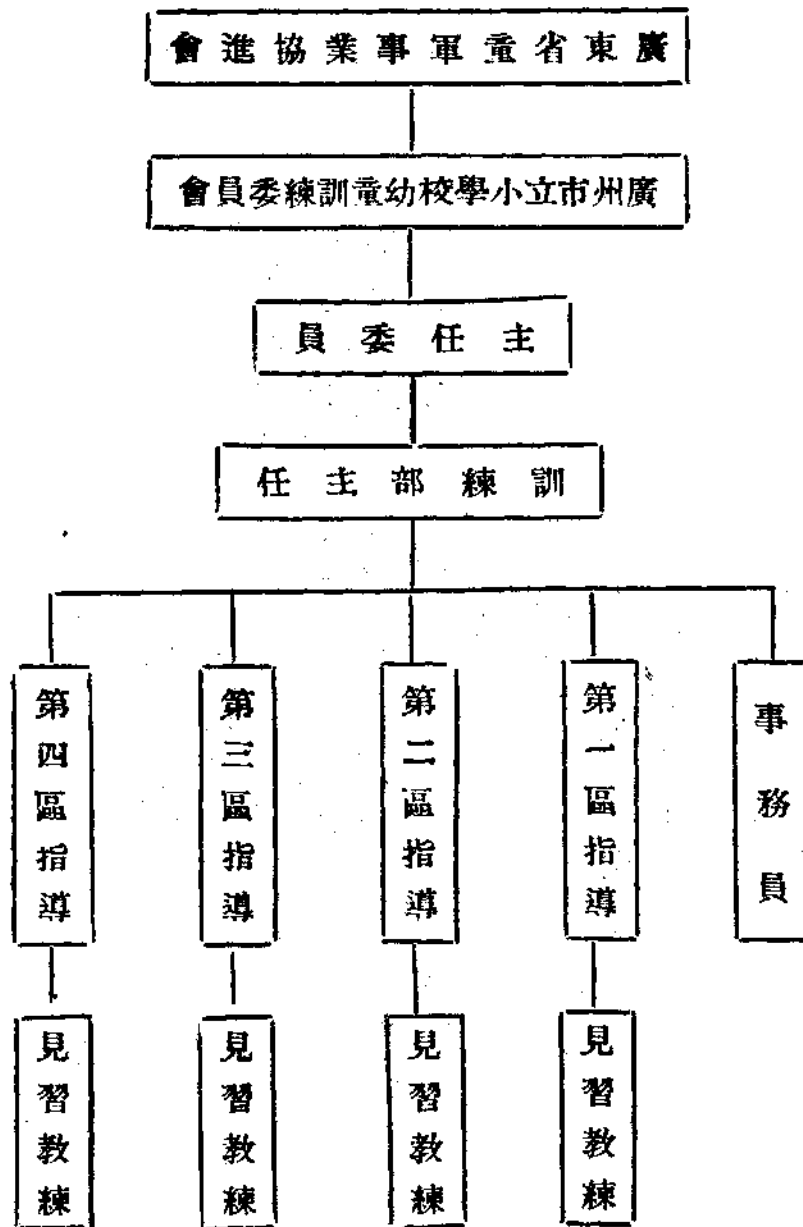 廣東省童軍事業協進會
廣州市立小學校幼童訓練委員會
主任委員
訓練部主任
事務員
第一區指導
第二區指導
第三區指導
第四區指導
見習教練
見習教練
見習教練
見習教練